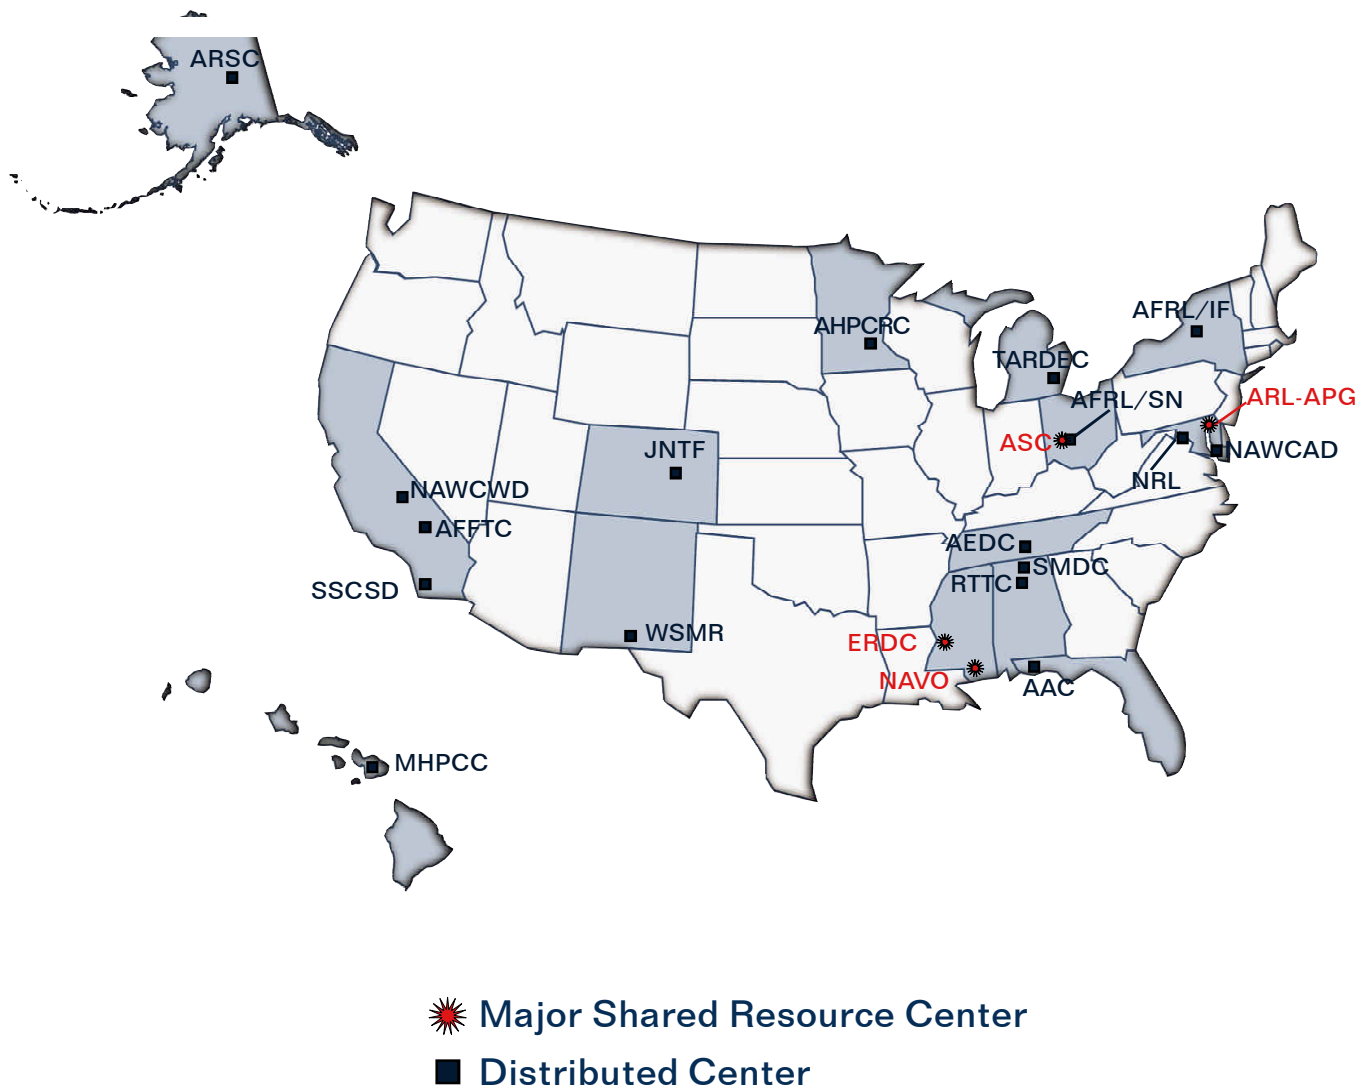 ARSC
AFRL/IF
AHPCRC
TARDEC
AFRL/SN
ARL-APG
ASC
JNTF
NAWCAD
NRL
NAWCWD
AFFTC
AEDC
SMDC
RTTC
SSCSD
WSMR
ERDC
NAVO
AAC
MHPCC
Major Shared Resource Center
Distributed Center